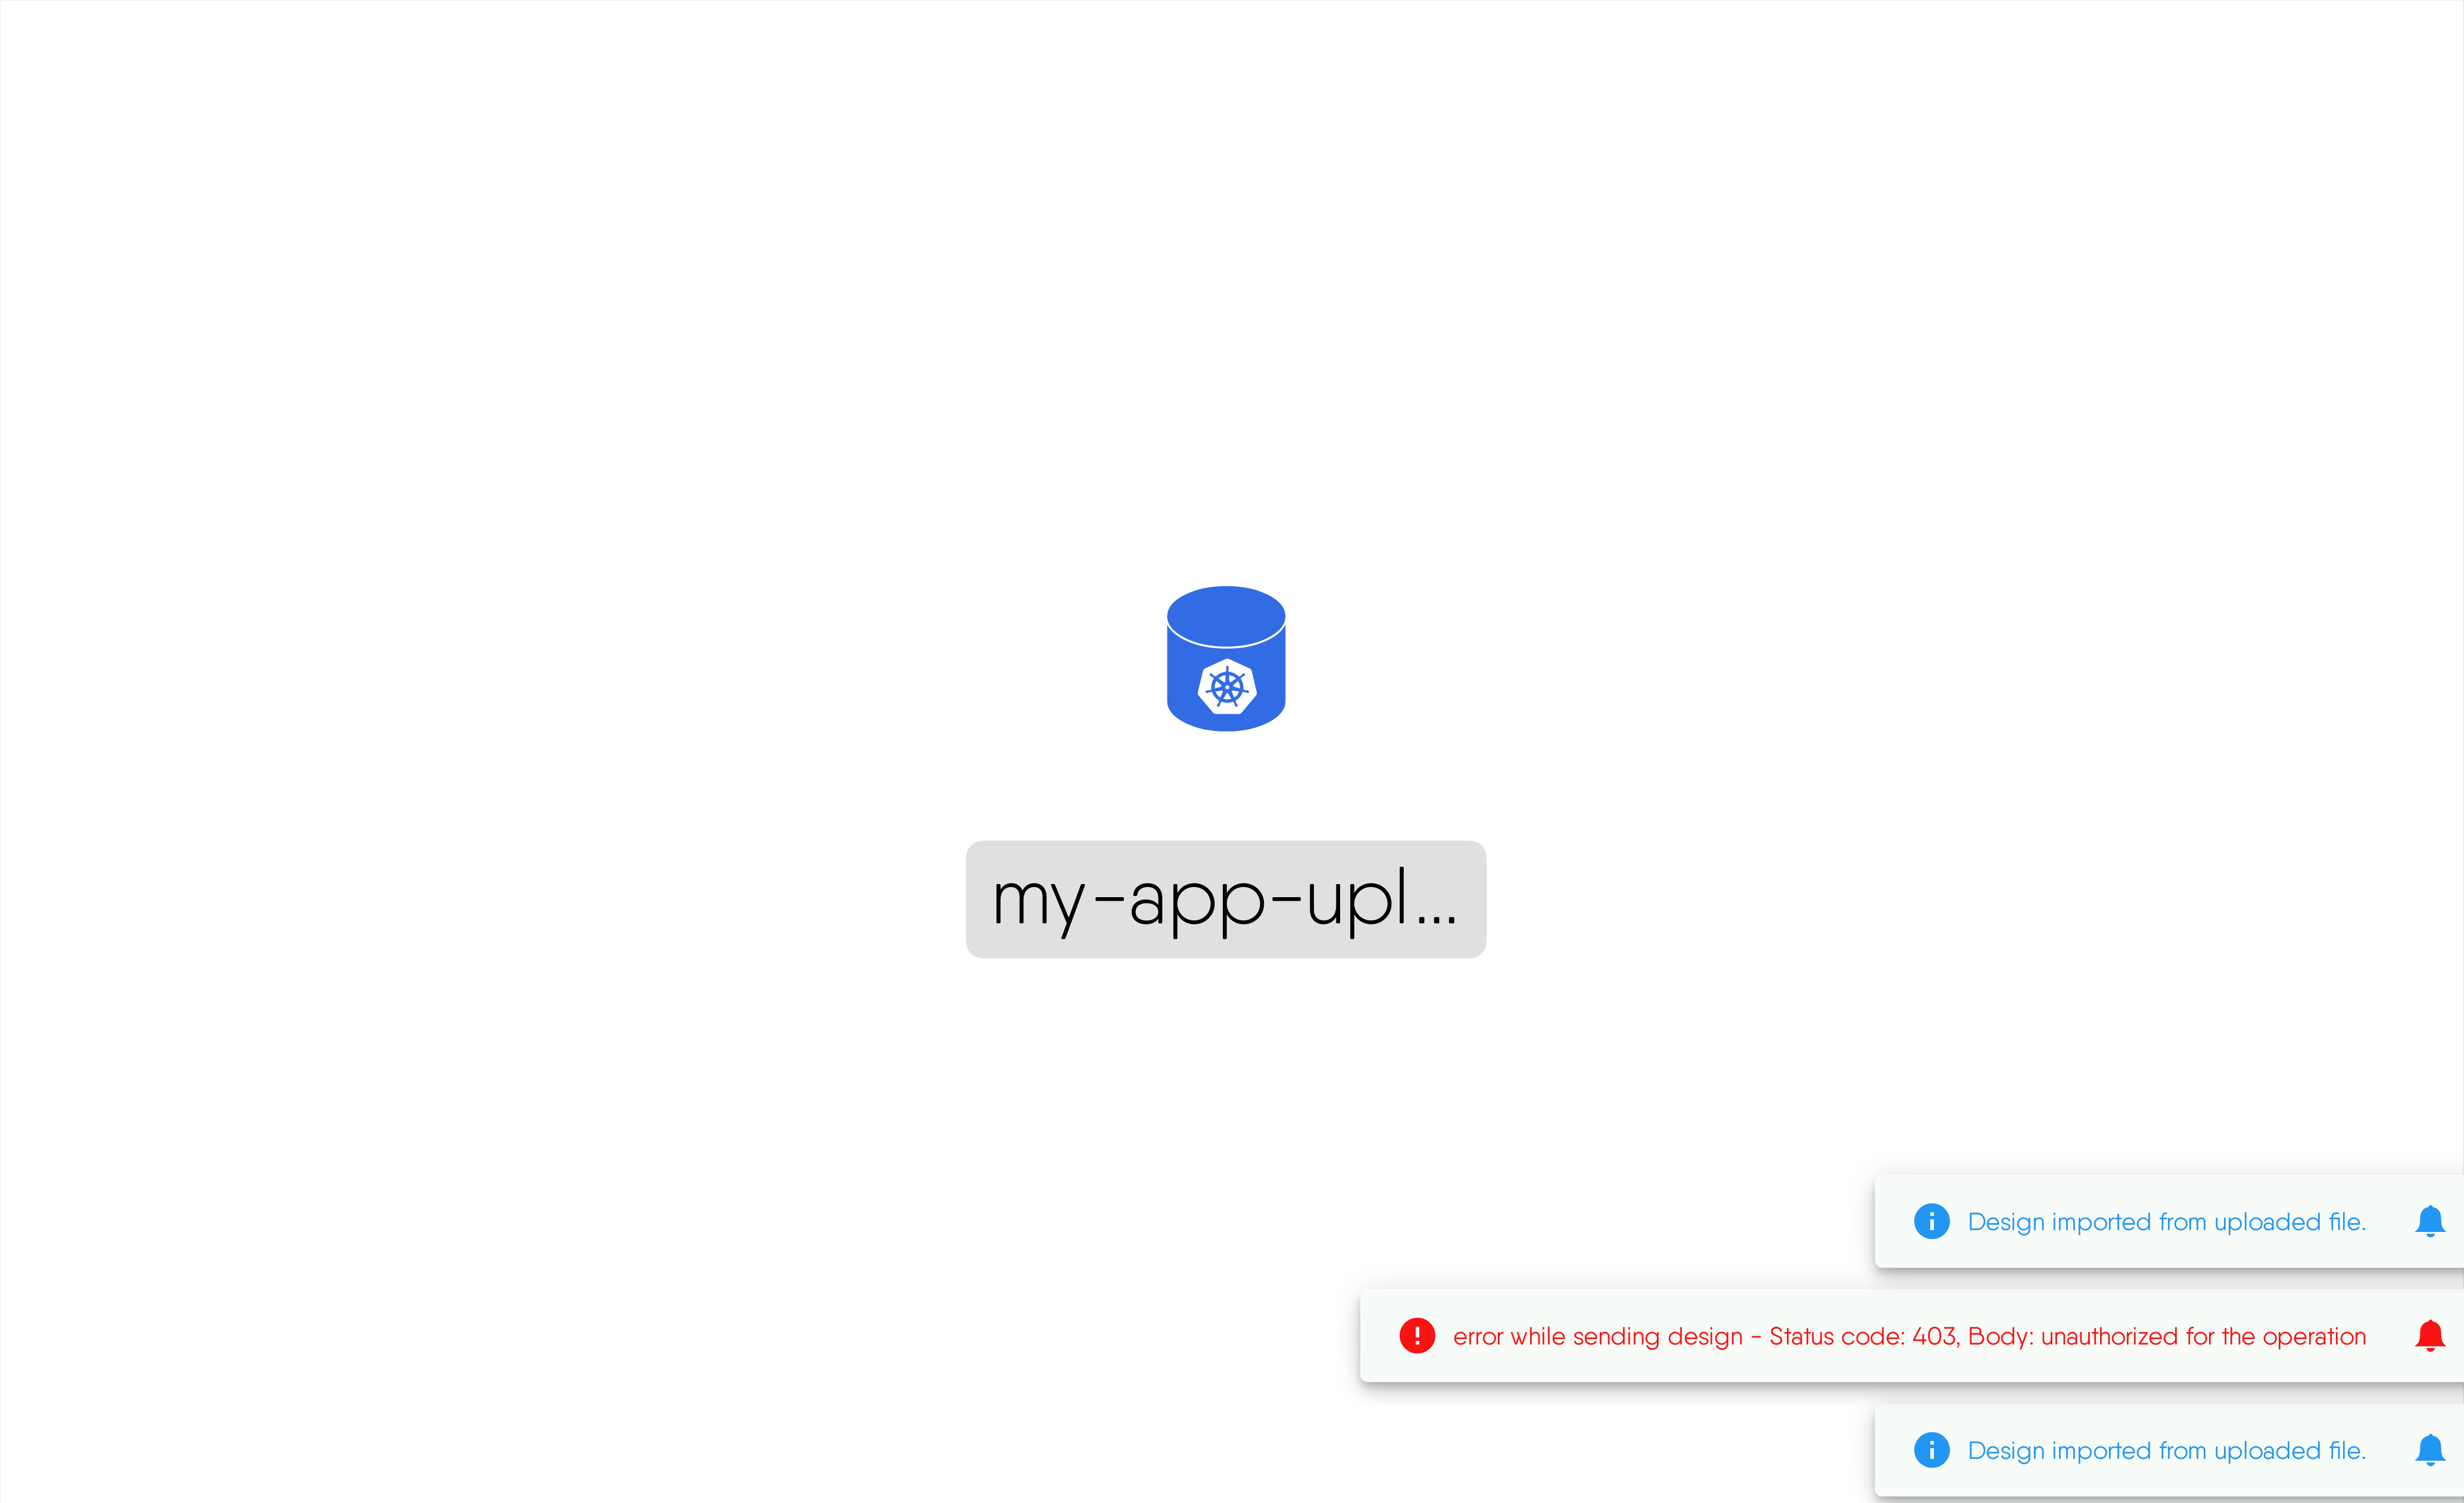 my-app-upl...
Design imported from uploaded file.
error while sending design - Status code: 403, Body: unauthorized for the operation
Design imported from uploaded file.